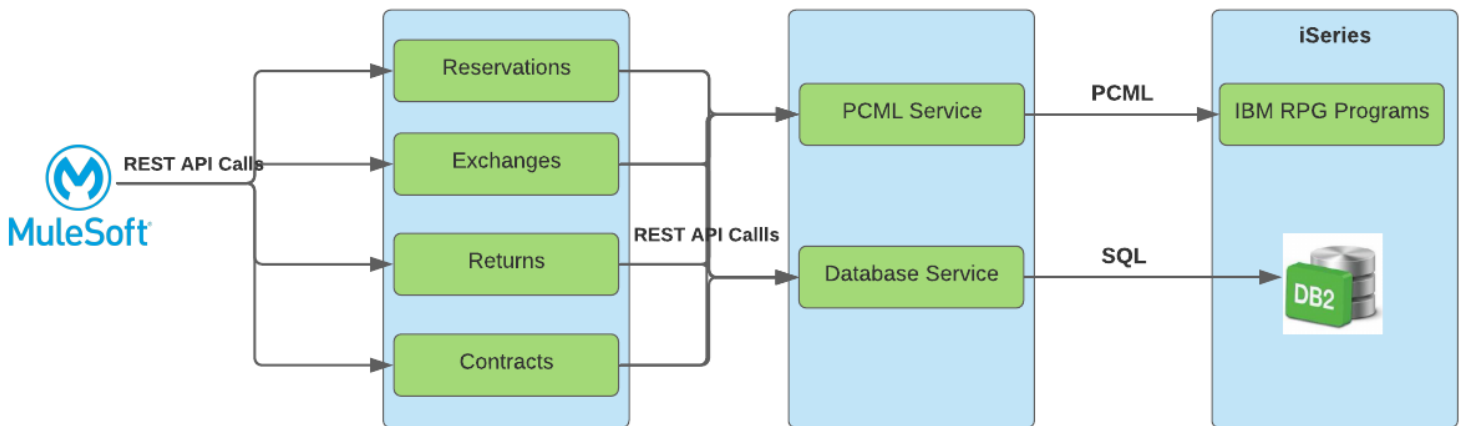 MuleSoft
REST API Calls
Reservations
Exchanges
Returns
Contracts
REST API Callls
PCML Service
Database Service
PCML
SQL
iSeries
IBM RPG Programs
DB2